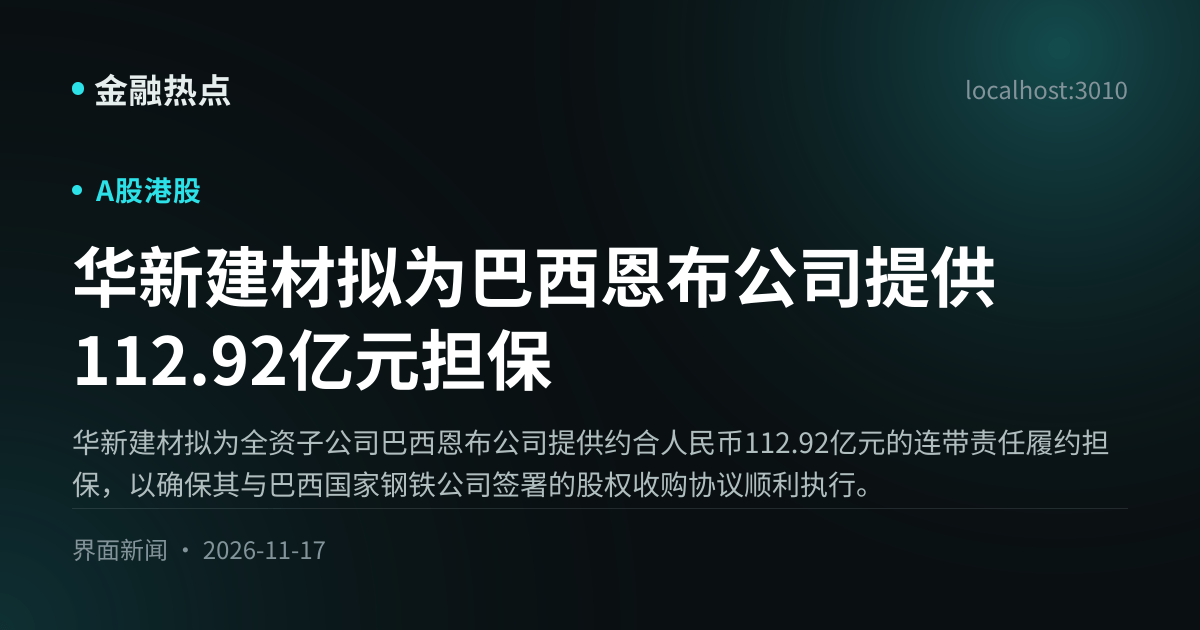 金融热点
localhost:3010
A股港股
华新建材拟为巴西恩布公司提供
112.92亿元担保
华新建材拟为全资子公司巴西恩布公司提供约合人民币112.92亿元的连带责任履约担
保，以确保其与巴西国家钢铁公司签署的股权收购协议顺利执行。
界面新闻 • 2026-11-17